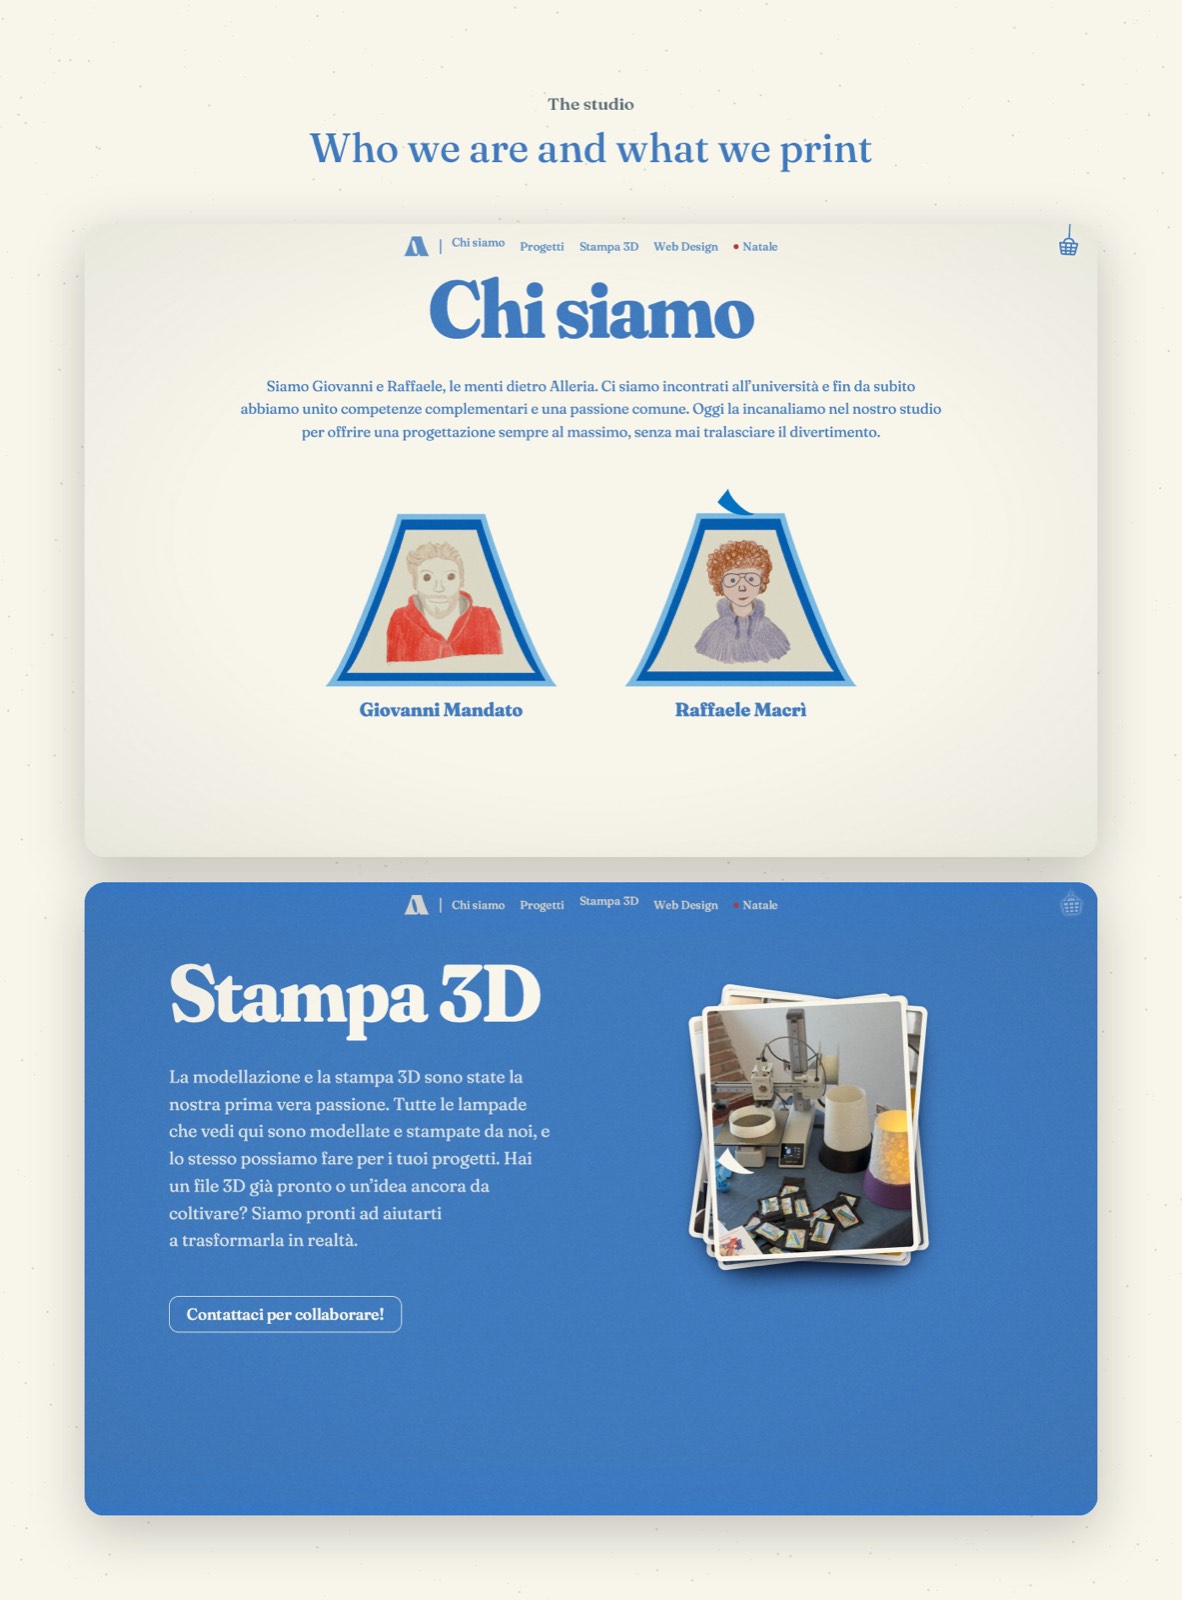 The studio
Who we are and what we print
Chi siamo Progetti Stampa 3D Web Design Natale
Chi siamo
Siamo Giovanni e Raffaele, le menti dietro Alleria. Ci siamo incontrati all’università e fin da subito
abbiamo unito competenze complementari e una passione comune. Oggi la incanaliamo nel nostro studio
per offrire una progettazione sempre al massimo, senza mai tralasciare il divertimento.
Giovanni Mandato
Raffaele Macrì
Chi siamo Progetti Stampa 3D Web Design Natale
Stampa 3D
La modellazione e la stampa 3D sono state la
nostra prima vera passione. Tutte le lampade
che vedi qui sono modellate e stampate da noi, e
lo stesso possiamo fare per i tuoi progetti. Hai
un file 3D già pronto o un’idea ancora da
coltivare? Siamo pronti ad aiutarti
a trasformarla in realtà.
Contattaci per collaborare!